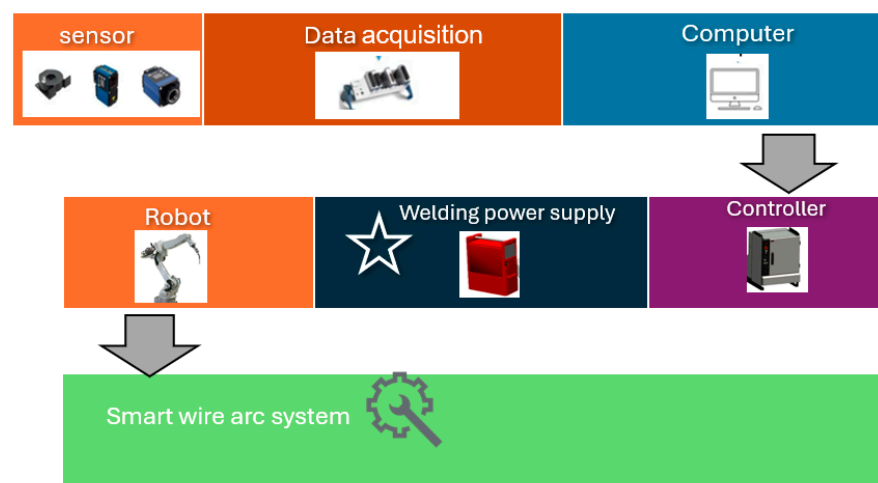 sensor
Data acquisition
Computer
Robot
Welding power supply
Controller
Smart wire arc system